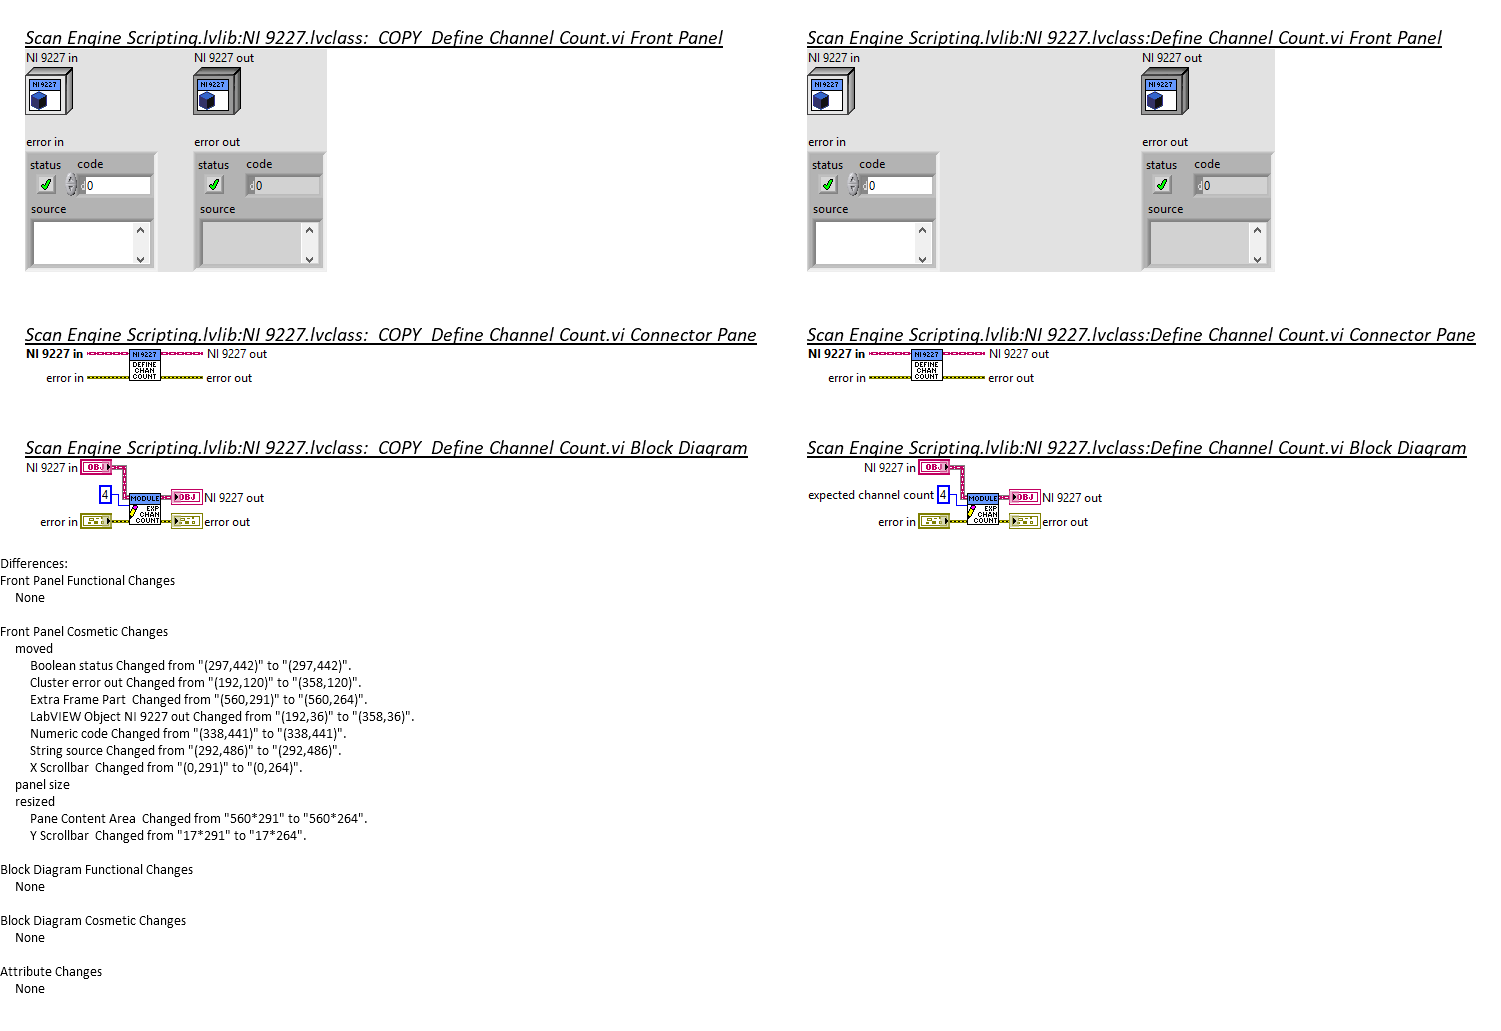 Scan Engine Scripting.lvlib:NI 9227.lvclass:  COPY  Define Channel Count.vi Front Panel
NI 9227 in
NI 9227 out
NI 9227
NI 9227
error in
error out
status
code
status
code
0
0
source
source
Scan Engine Scripting.lvlib:NI 9227.lvclass:Define Channel Count.vi Front Panel
NI 9227 in
NI 9227 out
NI 9227
NI 9227
error in
error out
status
code
status
code
0
0
source
source
Scan Engine Scripting.lvlib:NI 9227.lvclass:  COPY  Define Channel Count.vi Connector Pane
NI 9227 in
NI 9227
NI 9227 out
DEFINE
CHAN
COUNT
error in
error out
Scan Engine Scripting.lvlib:NI 9227.lvclass:Define Channel Count.vi Connector Pane
NI 9227 in
NI 9227
NI 9227 out
DEFINE
CHAN
COUNT
error in
error out
Scan Engine Scripting.lvlib:NI 9227.lvclass:  COPY  Define Channel Count.vi Block Diagram
NI 9227 in
OBJ
4
MODULE
OBJ
NI 9227 out
EXP
CHAN
COUNT
error in
error out
Scan Engine Scripting.lvlib:NI 9227.lvclass:Define Channel Count.vi Block Diagram
NI 9227 in
OBJ
expected channel count
4
MODULE
OBJ
NI 9227 out
EXP
CHAN
COUNT
error in
error out
Differences:
Front Panel Functional Changes
None
Front Panel Cosmetic Changes
moved
Boolean status Changed from "(297,442)" to "(297,442)".
Cluster error out Changed from "(192,120)" to "(358,120)".
Extra Frame Part  Changed from "(560,291)" to "(560,264)".
LabVIEW Object NI 9227 out Changed from "(192,36)" to "(358,36)".
Numeric code Changed from "(338,441)" to "(338,441)".
String source Changed from "(292,486)" to "(292,486)".
X Scrollbar  Changed from "(0,291)" to "(0,264)".
panel size
resized
Pane Content Area  Changed from "560*291" to "560*264".
Y Scrollbar  Changed from "17*291" to "17*264".
Block Diagram Functional Changes
None
Block Diagram Cosmetic Changes
None
Attribute Changes
None